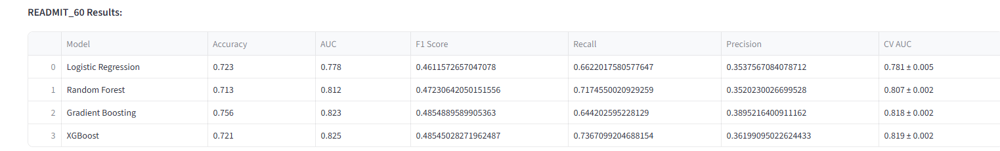 READMIT_60 Results:
Model Accuracy AUC F1 Score Recall Precision CV AUC
0 Logistic Regression 0.723 0.778 0.4611572657047078 0.6622017580577647 0.3537567084078712 0.781 ± 0.005
1 Random Forest 0.713 0.812 0.47230642050151556 0.7174550020929259 0.3520230026699528 0.807 ± 0.002
2 Gradient Boosting 0.756 0.823 0.4854889589905363 0.644202595228129 0.3895216400911162 0.818 ± 0.002
3 XGBoost 0.721 0.825 0.48545028271962487 0.7367099204688154 0.36199095022624433 0.819 ± 0.002